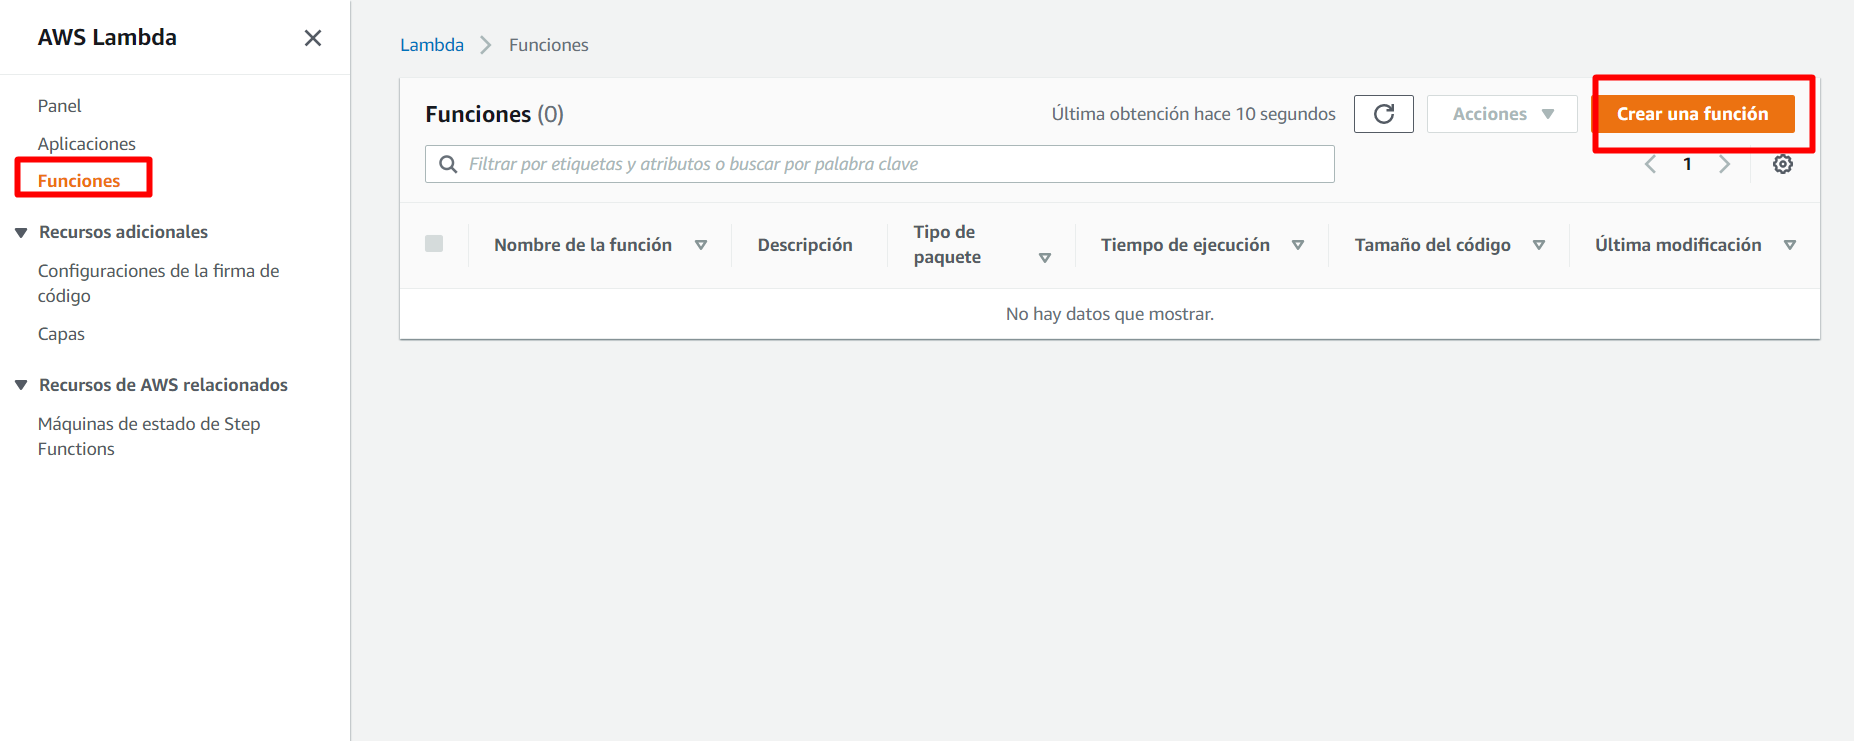 AWS Lambda
Panel
Aplicaciones
Funciones
Recursos adicionales
Configuraciones de la firma de
código
Capas
Recursos de AWS relacionados
Máquinas de estado de Step
Functions
Lambda Funciones
Funciones (0) Última obtención hace 10 segundos Acciones Crear una función
Filtrar por etiquetas y atributos o buscar por palabra clave 1
Nombre de la función Descripción Tipo de paquete Tiempo de ejecución Tamaño del código Última modificación
No hay datos que mostrar.